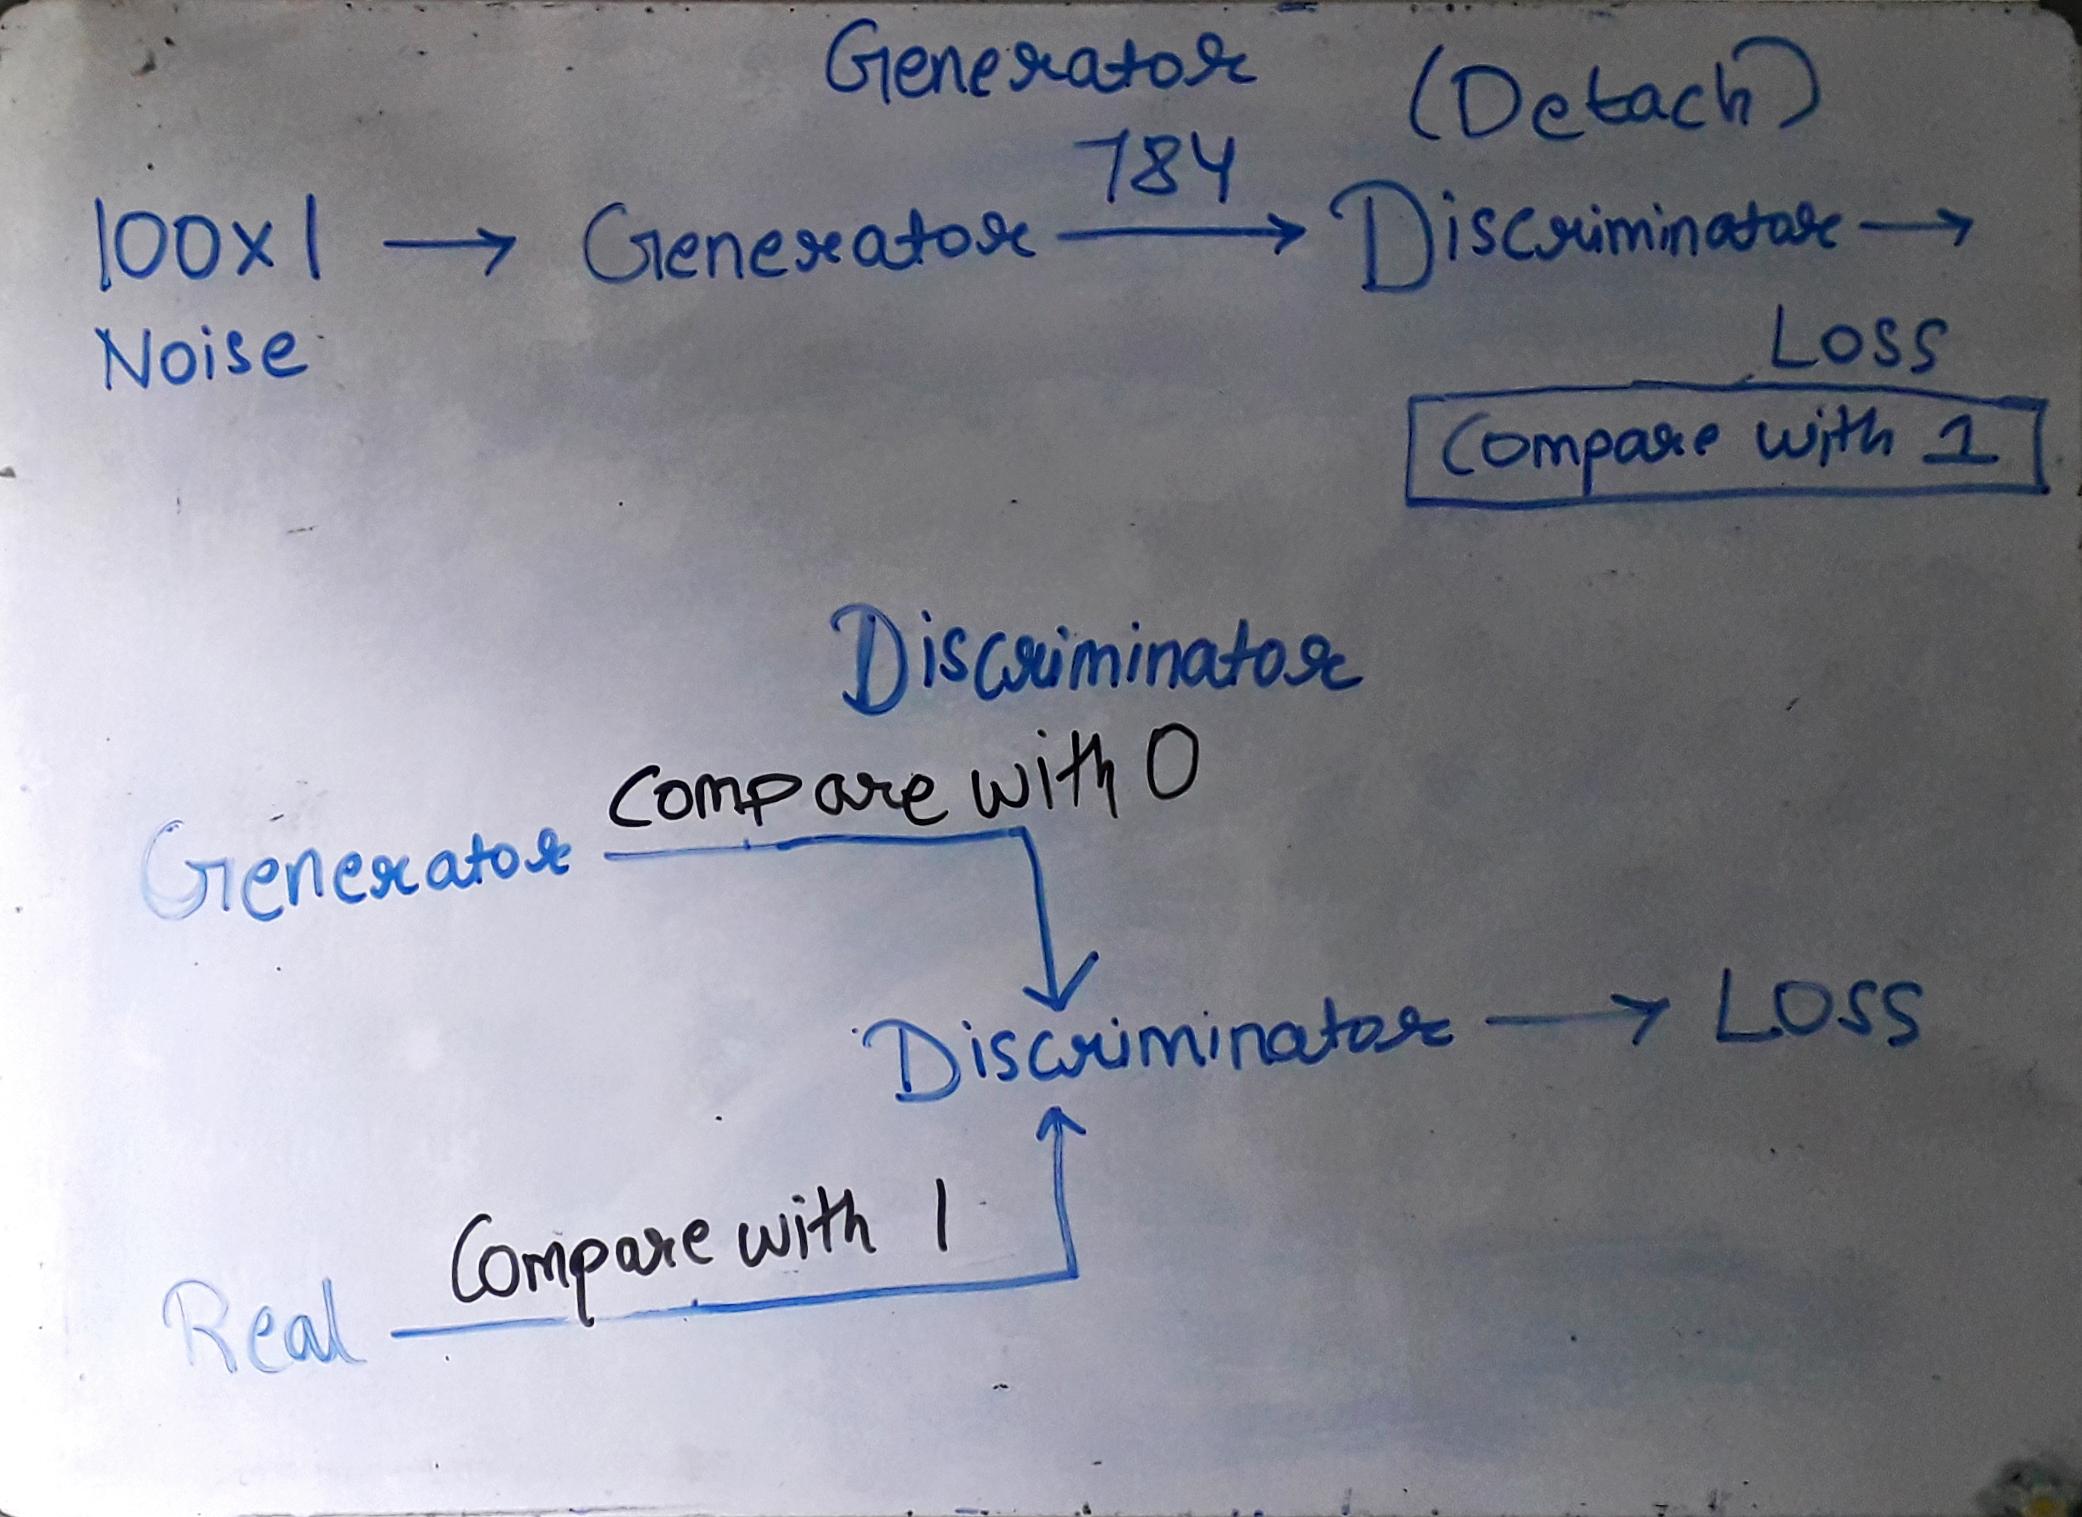 Generator
(Detach)
784
100x1 → Generator → Discriminator →
Noise
Loss
Compare with 1
Discriminator
Compare with 0
Generator
Discriminator → Loss
Compare with 1
Real